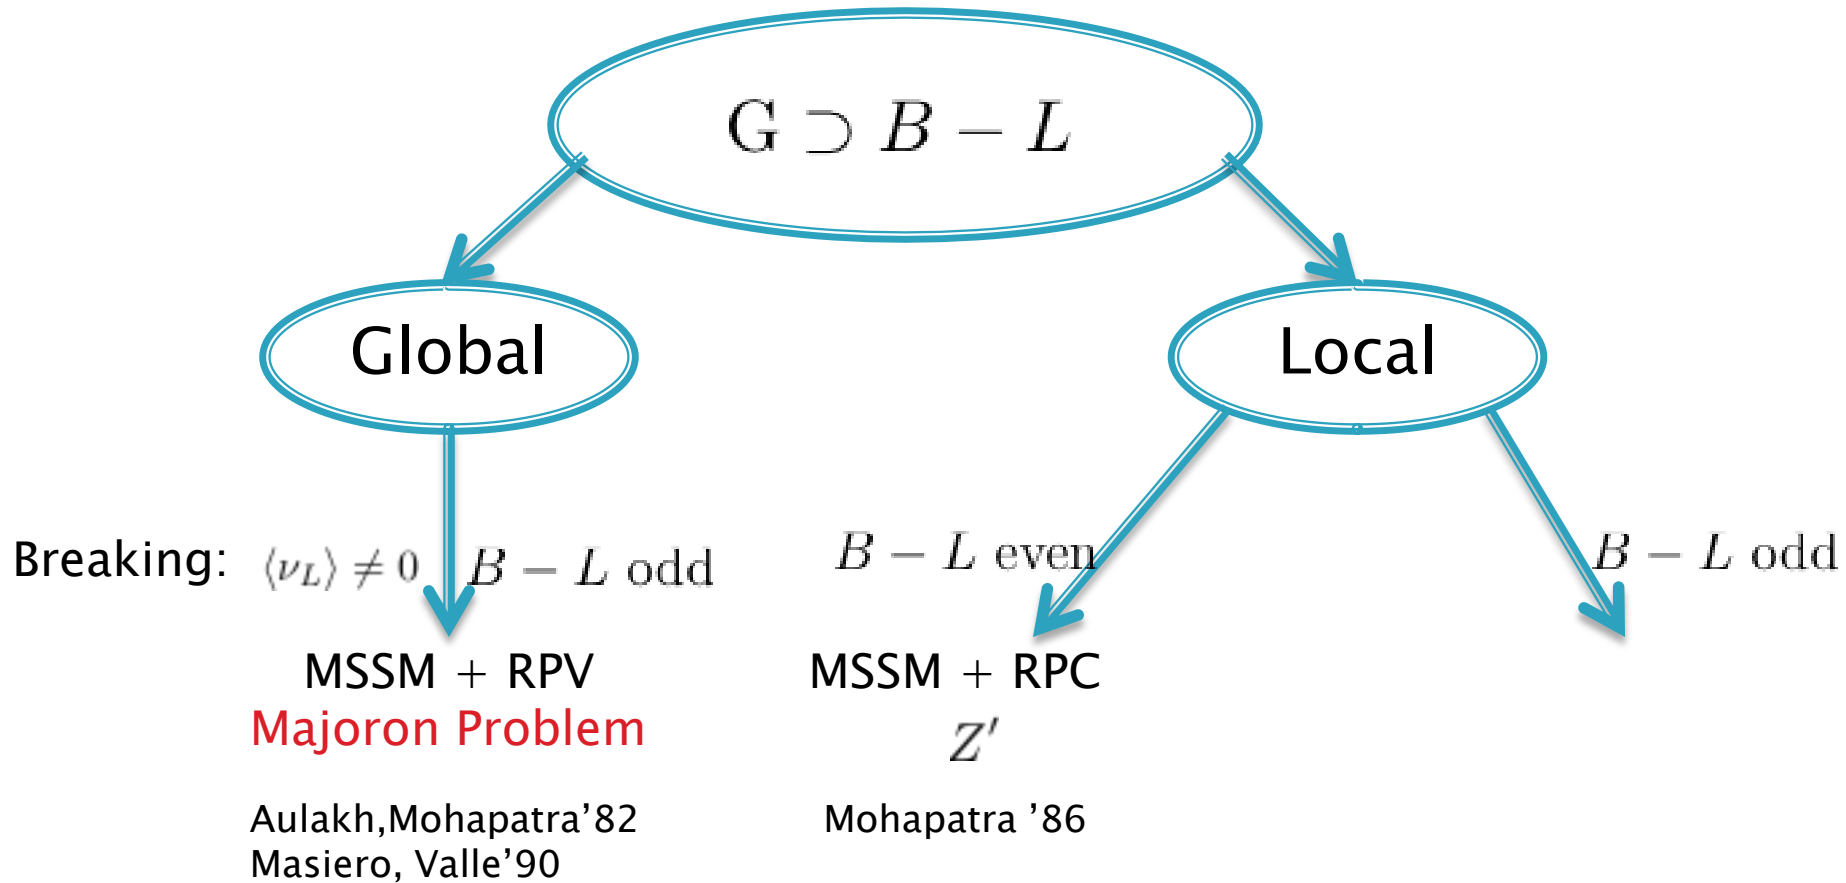 G ⊃ B − L
Global
Local
Breaking:
⟨ν_L⟩ ≠ 0
B − L odd
B − L even
B − L odd
MSSM + RPV
Majoron Problem
Aulakh,Mohapatra’82
Masiero, Valle’90
MSSM + RPC
Z′
Mohapatra ’86